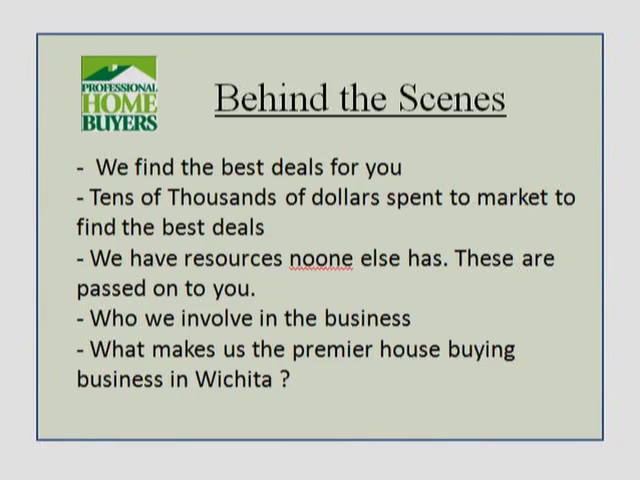 PROFESSIONAL
HOME
BUYERS
Behind the Scenes
- We find the best deals for you
- Tens of Thousands of dollars spent to market to
find the best deals
- We have resources noone else has. These are
passed on to you.
- Who we involve in the business
- What makes us the premier house buying
business in Wichita ?